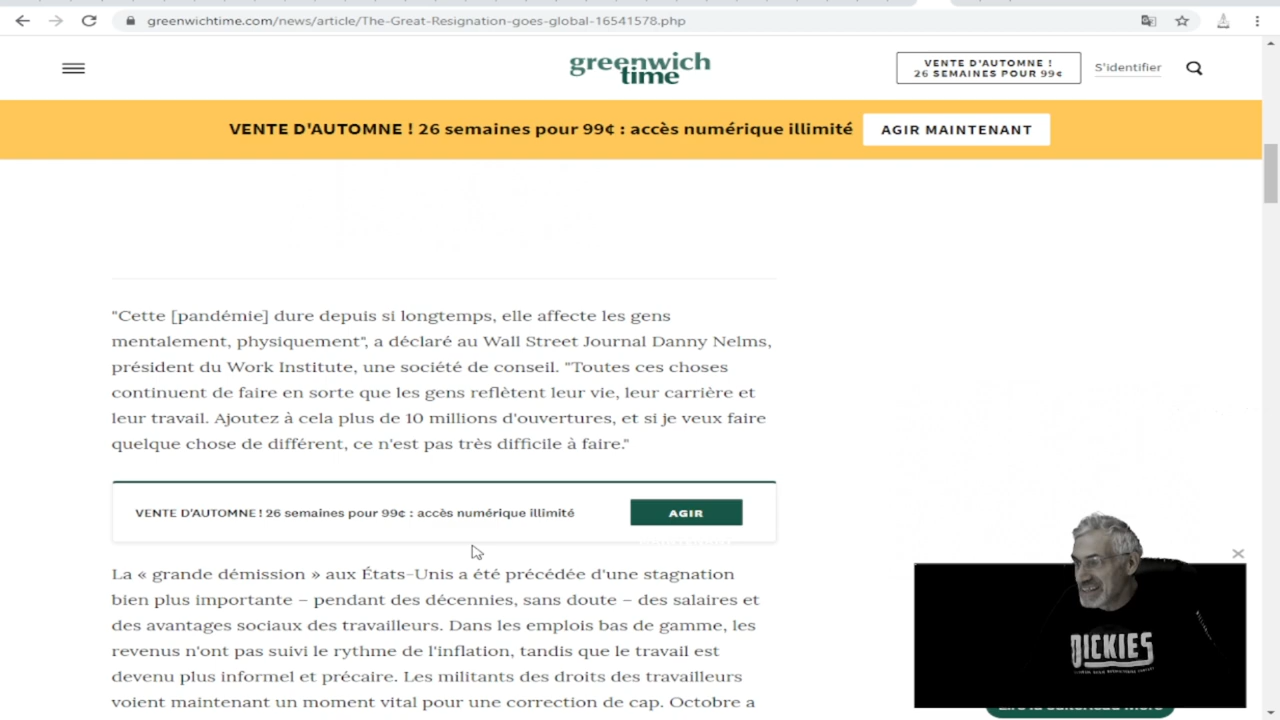 greenwichtime.com/news/article/The-Great-Resignation-goes-global-16541578.php
greenwich
time
VENTE D'AUTOMNE !
26 SEMAINES POUR 99¢
S'identifier
VENTE D'AUTOMNE ! 26 semaines pour 99¢ : accès numérique illimité
AGIR MAINTENANT
"Cette [pandémie] dure depuis si longtemps, elle affecte les gens
mentalement, physiquement", a déclaré au Wall Street Journal Danny Nelms,
président du Work Institute, une société de conseil. "Toutes ces choses
continuent de faire en sorte que les gens reflètent leur vie, leur carrière et
leur travail. Ajoutez à cela plus de 10 millions d'ouvertures, et si je veux faire
quelque chose de différent, ce n'est pas très difficile à faire."
VENTE D'AUTOMNE ! 26 semaines pour 99¢ : accès numérique illimité
AGIR
La « grande démission » aux États-Unis a été précédée d'une stagnation
bien plus importante – pendant des décennies, sans doute – des salaires et
des avantages sociaux des travailleurs. Dans les emplois bas de gamme, les
revenus n'ont pas suivi le rythme de l'inflation, tandis que le travail est
devenu plus informel et précaire. Les militants des droits des travailleurs
voient maintenant un moment vital pour une correction de cap. Octobre a
DICKIES